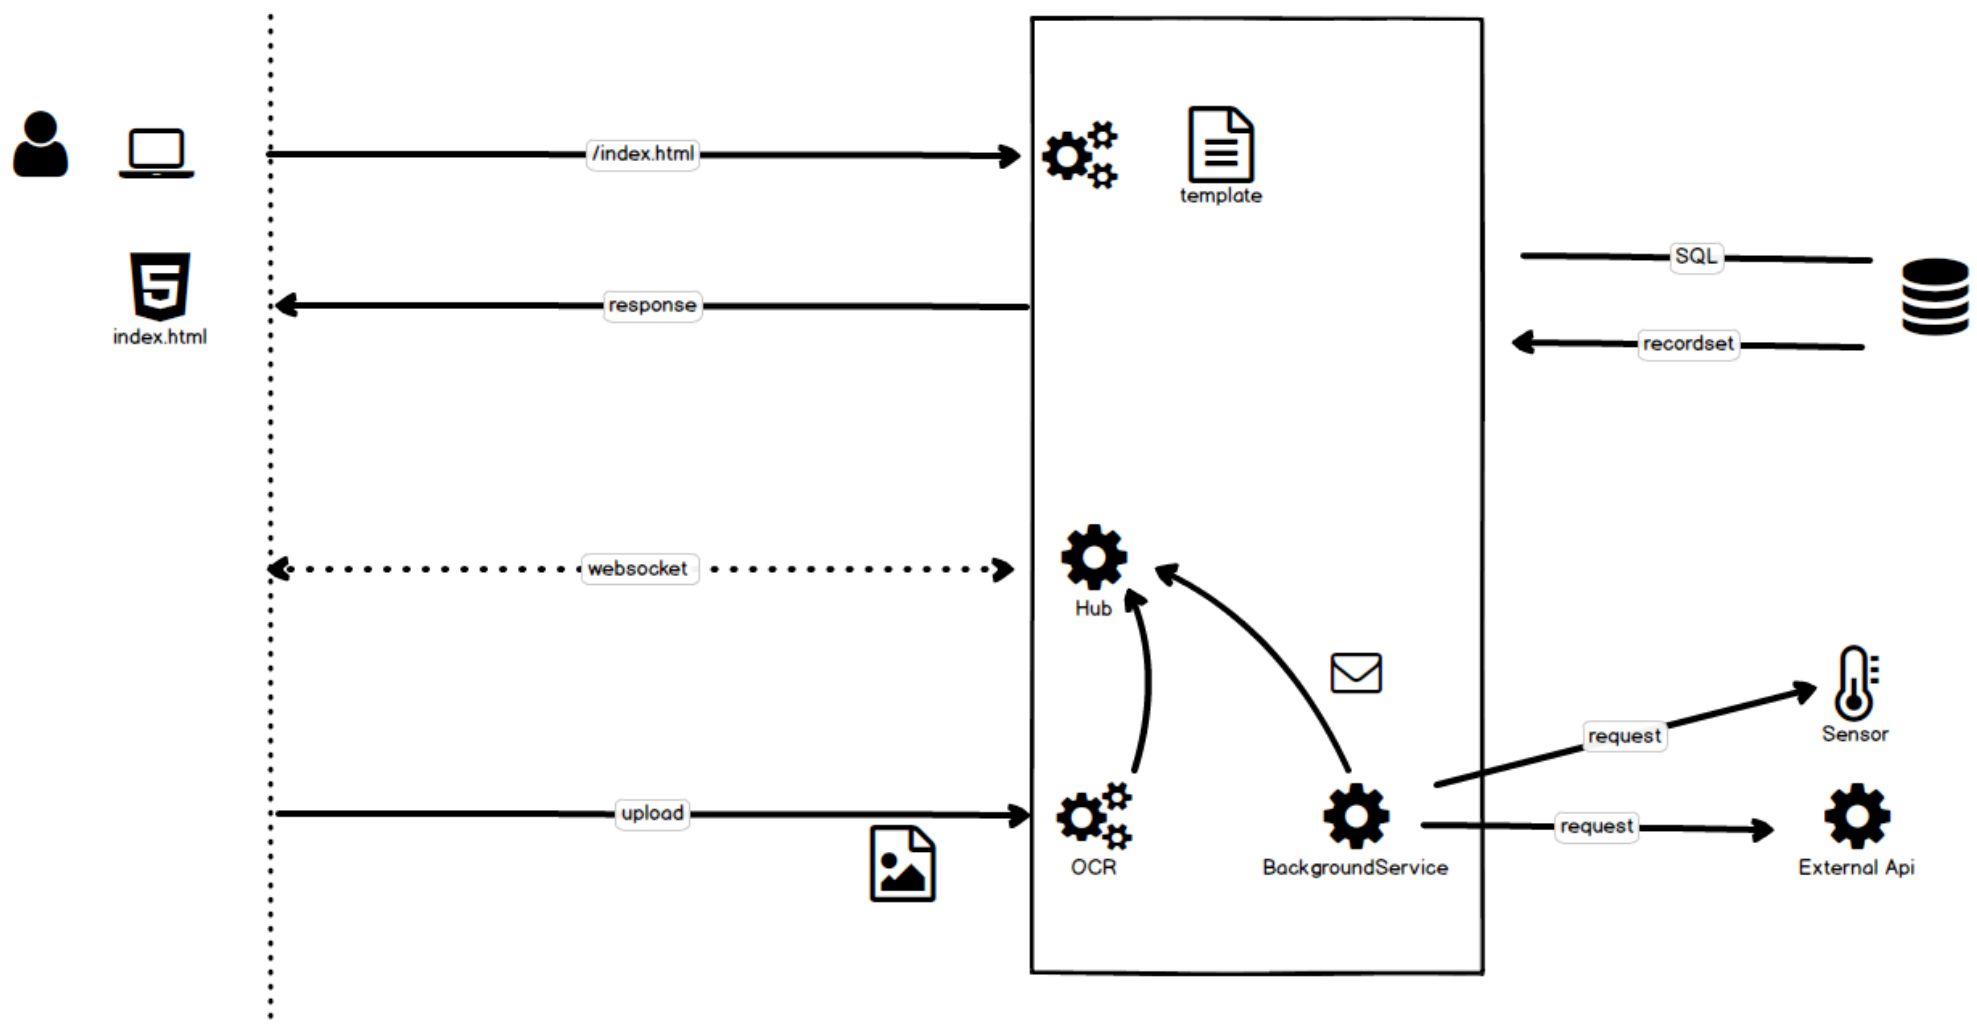 /index.html
template
SQL
response
index.html
recordset
websocket
Hub
request
Sensor
upload
request
OCR
BackgroundService
External Api